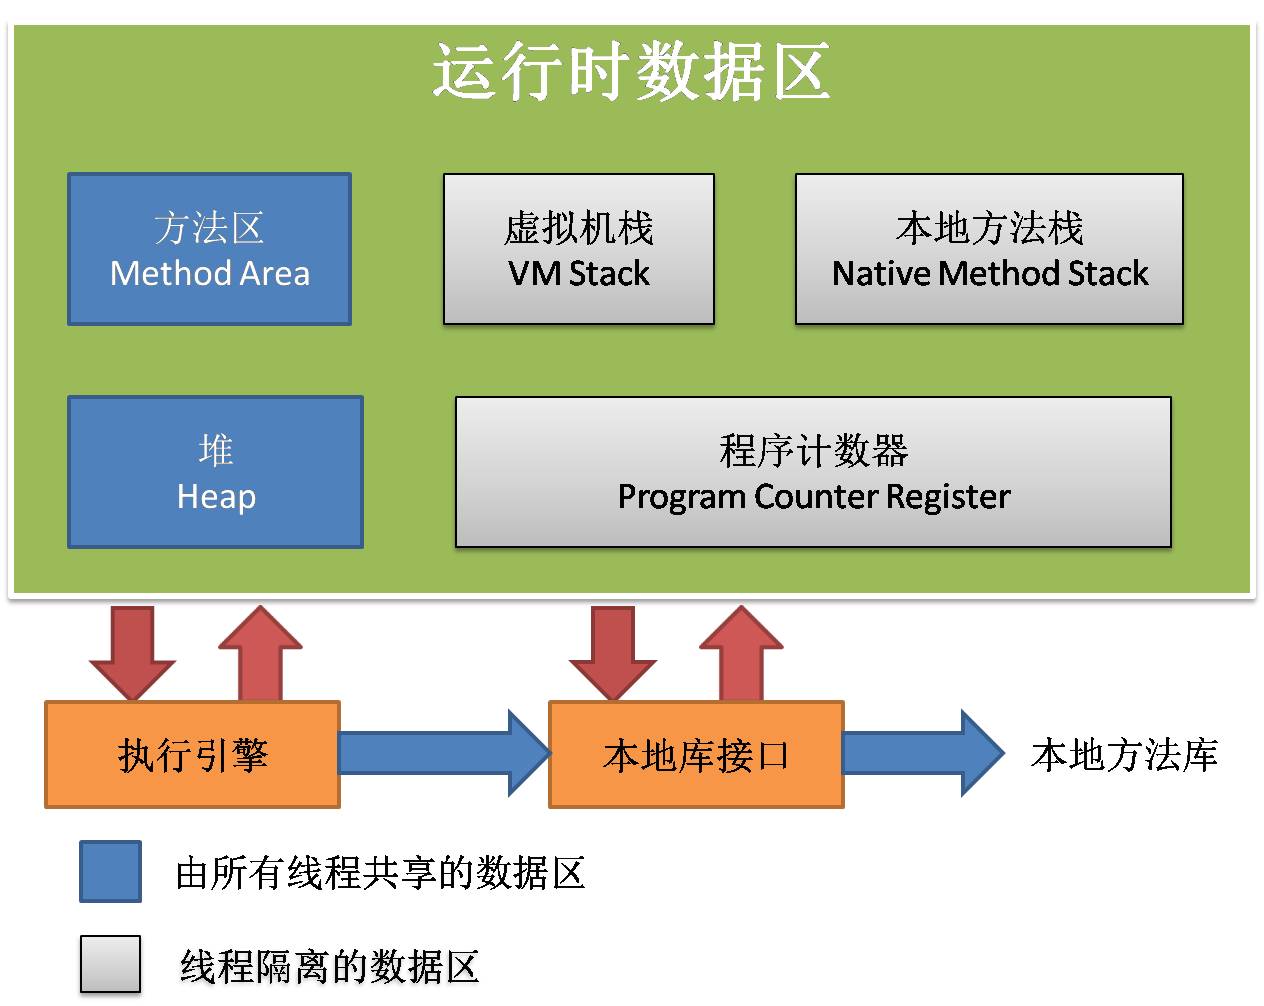 运行时数据区
方法区
Method Area
虚拟机栈
VM Stack
本地方法栈
Native Method Stack
堆
Heap
程序计数器
Program Counter Register
执行引擎
本地库接口
本地方法库
由所有线程共享的数据区
线程隔离的数据区